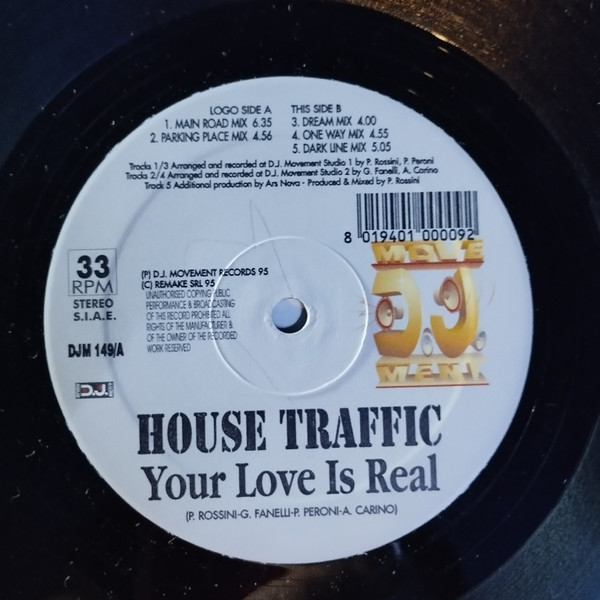 LOGO SIDE A
1. MAIN ROAD MIX 6.35
2. PARKING PLACE MIX 4.56
THIS SIDE B
3. DREAM MIX 4.00
4. ONE WAY MIX 4.55
5. DARK LINE MIX 5.05
Tracks 1/3 Arranged and recorded at D.J. Movement Studio 1 by P. Rossini, P. Peroni
Tracks 2/4 Arranged and recorded at D.J. Movement Studio 2 by G. Fanelli, A. Carino
Track 5 Additional production by Ars Nova - Produced & Mixed by P. Rossini
8 019401 000092
33
RPM
STEREO
S.I.A.E.
DJM 149/A
D.J.
(P) D.J. MOVEMENT RECORDS 95
(C) REMAKE SRL 95
UNAUTHORISED COPYING PUBLIC
PERFORMANCE & BROADCASTING
OF THIS RECORD PROHIBITED ALL
RIGHTS OF THE MANUFACTURER &
OF THE OWNER OF THE RECORDED
WORK RESERVED
MOVE
D.J.
MENT
HOUSE TRAFFIC
Your Love Is Real
(P. ROSSINI-G. FANELLI-P. PERONI-A. CARINO)